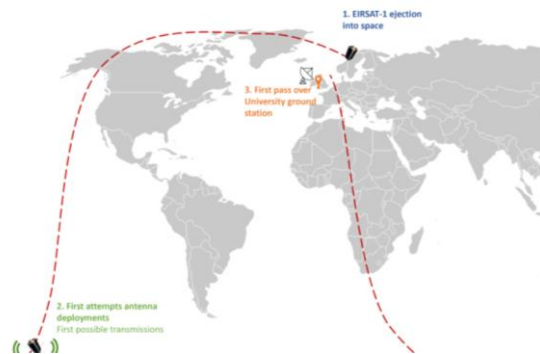 1. EIRSAT-1 ejection
into space
3. First pass over
University ground
station
2. First attempts antenna
deployments
First possible transmissions